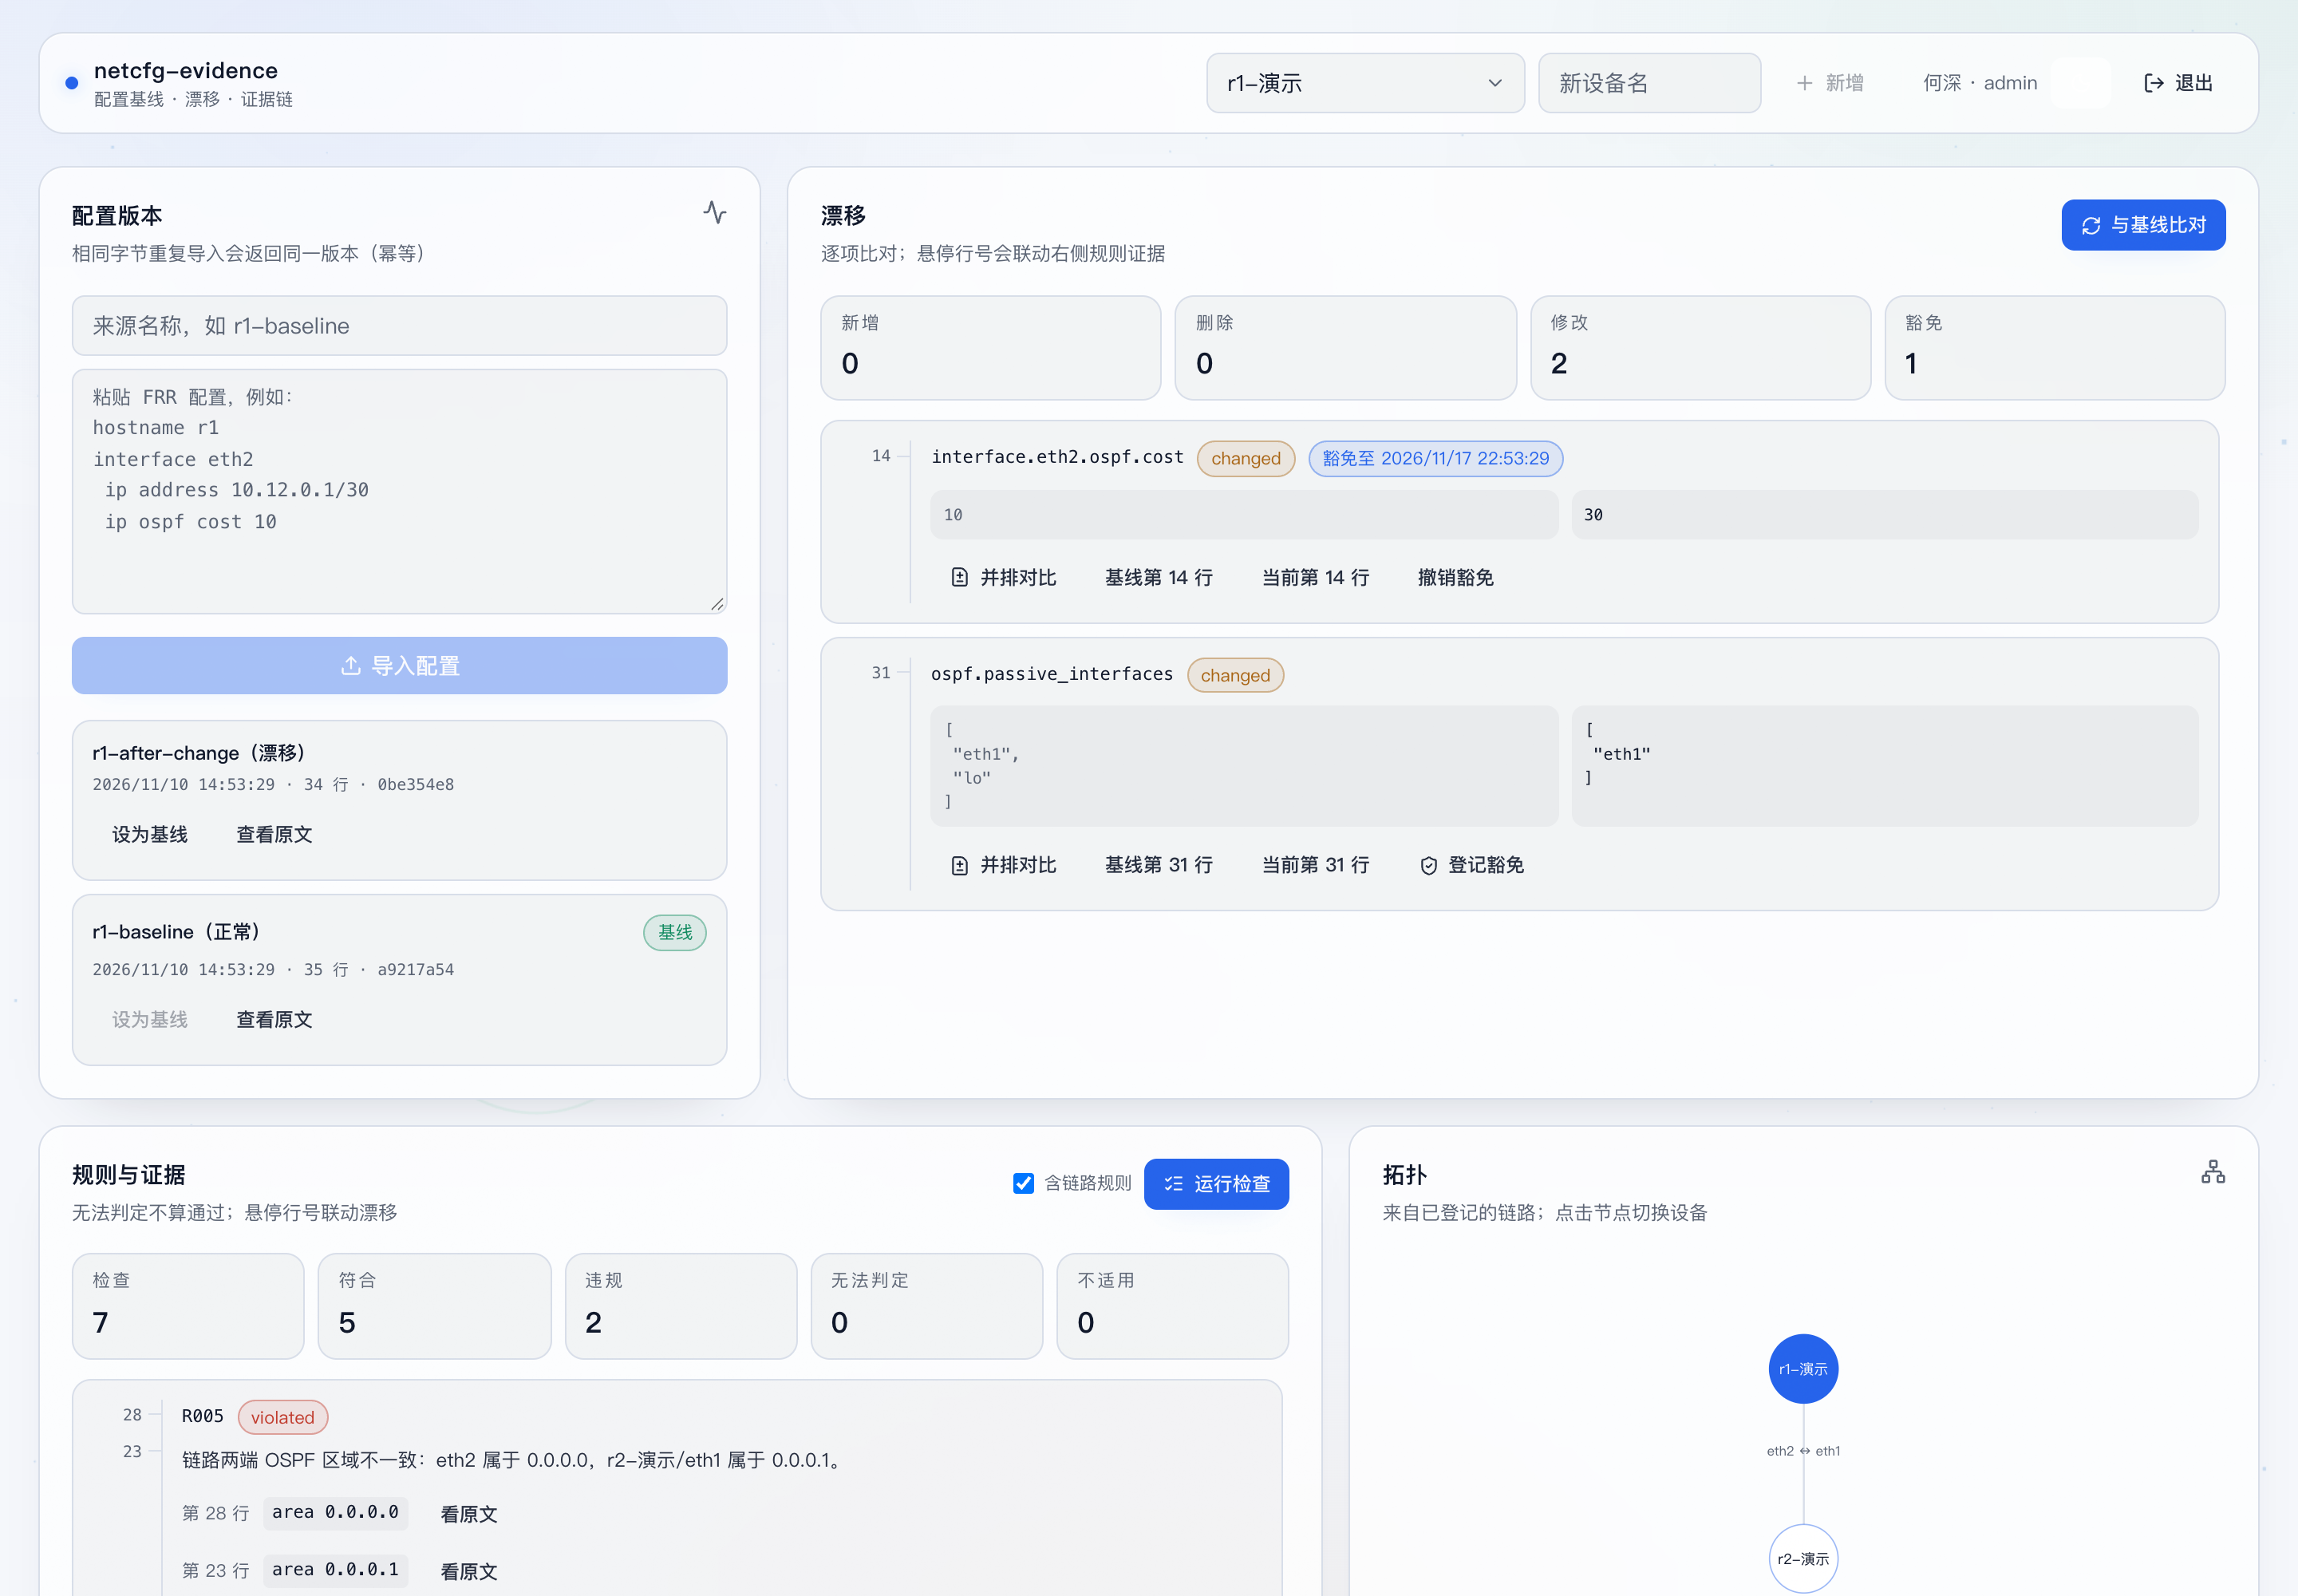 netcfg-evidence
配置基线 · 漂移 · 证据链
r1-演示
新设备名
新增
何深 · admin
退出
配置版本
相同字节重复导入会返回同一版本（幂等）
来源名称，如 r1-baseline
粘贴 FRR 配置，例如：
hostname r1
interface eth2
 ip address 10.12.0.1/30
 ip ospf cost 10
导入配置
r1-after-change（漂移）
2026/11/10 14:53:29 · 34 行 · 0be354e8
设为基线 查看原文
r1-baseline（正常） 基线
2026/11/10 14:53:29 · 35 行 · a9217a54
设为基线 查看原文
漂移
逐项比对；悬停行号会联动右侧规则证据
与基线比对
新增
0
删除
0
修改
2
豁免
1
14 interface.eth2.ospf.cost changed 豁免至 2026/11/17 22:53:29
10
30
并排对比 基线第 14 行 当前第 14 行 撤销豁免
31 ospf.passive_interfaces changed
[
 "eth1",
 "lo"
]
[
 "eth1"
]
并排对比 基线第 31 行 当前第 31 行 登记豁免
规则与证据
无法判定不算通过；悬停行号联动漂移
含链路规则
运行检查
检查
7
符合
5
违规
2
无法判定
0
不适用
0
28 R005 violated
23 链路两端 OSPF 区域不一致：eth2 属于 0.0.0.0，r2-演示/eth1 属于 0.0.0.1。
第 28 行 area 0.0.0.0 看原文
第 23 行 area 0.0.0.1 看原文
拓扑
来自已登记的链路；点击节点切换设备
r1-演示
eth2 ↔ eth1
r2-演示